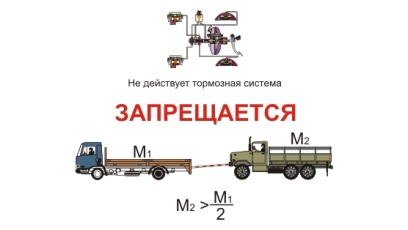 Не действует тормозная система
ЗАПРЕЩАЕТСЯ
M₁
M₂
M₂ > M₁/2